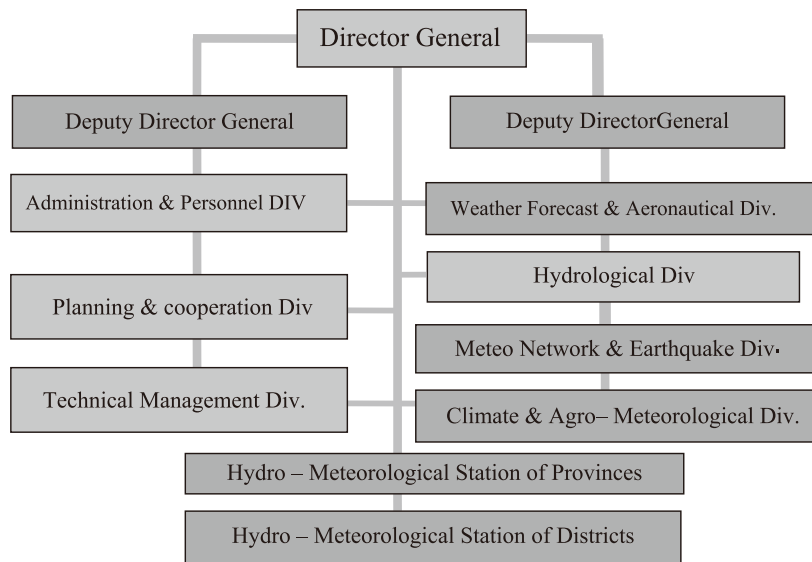 Director General
Deputy Director General
Deputy DirectorGeneral
Administration & Personnel DIV
Weather Forecast & Aeronautical Div.
Hydrological Div
Planning & cooperation Div
Meteo Network & Earthquake Div.
Technical Management Div.
Climate & Agro– Meteorological Div.
Hydro – Meteorological Station of Provinces
Hydro – Meteorological Station of Districts